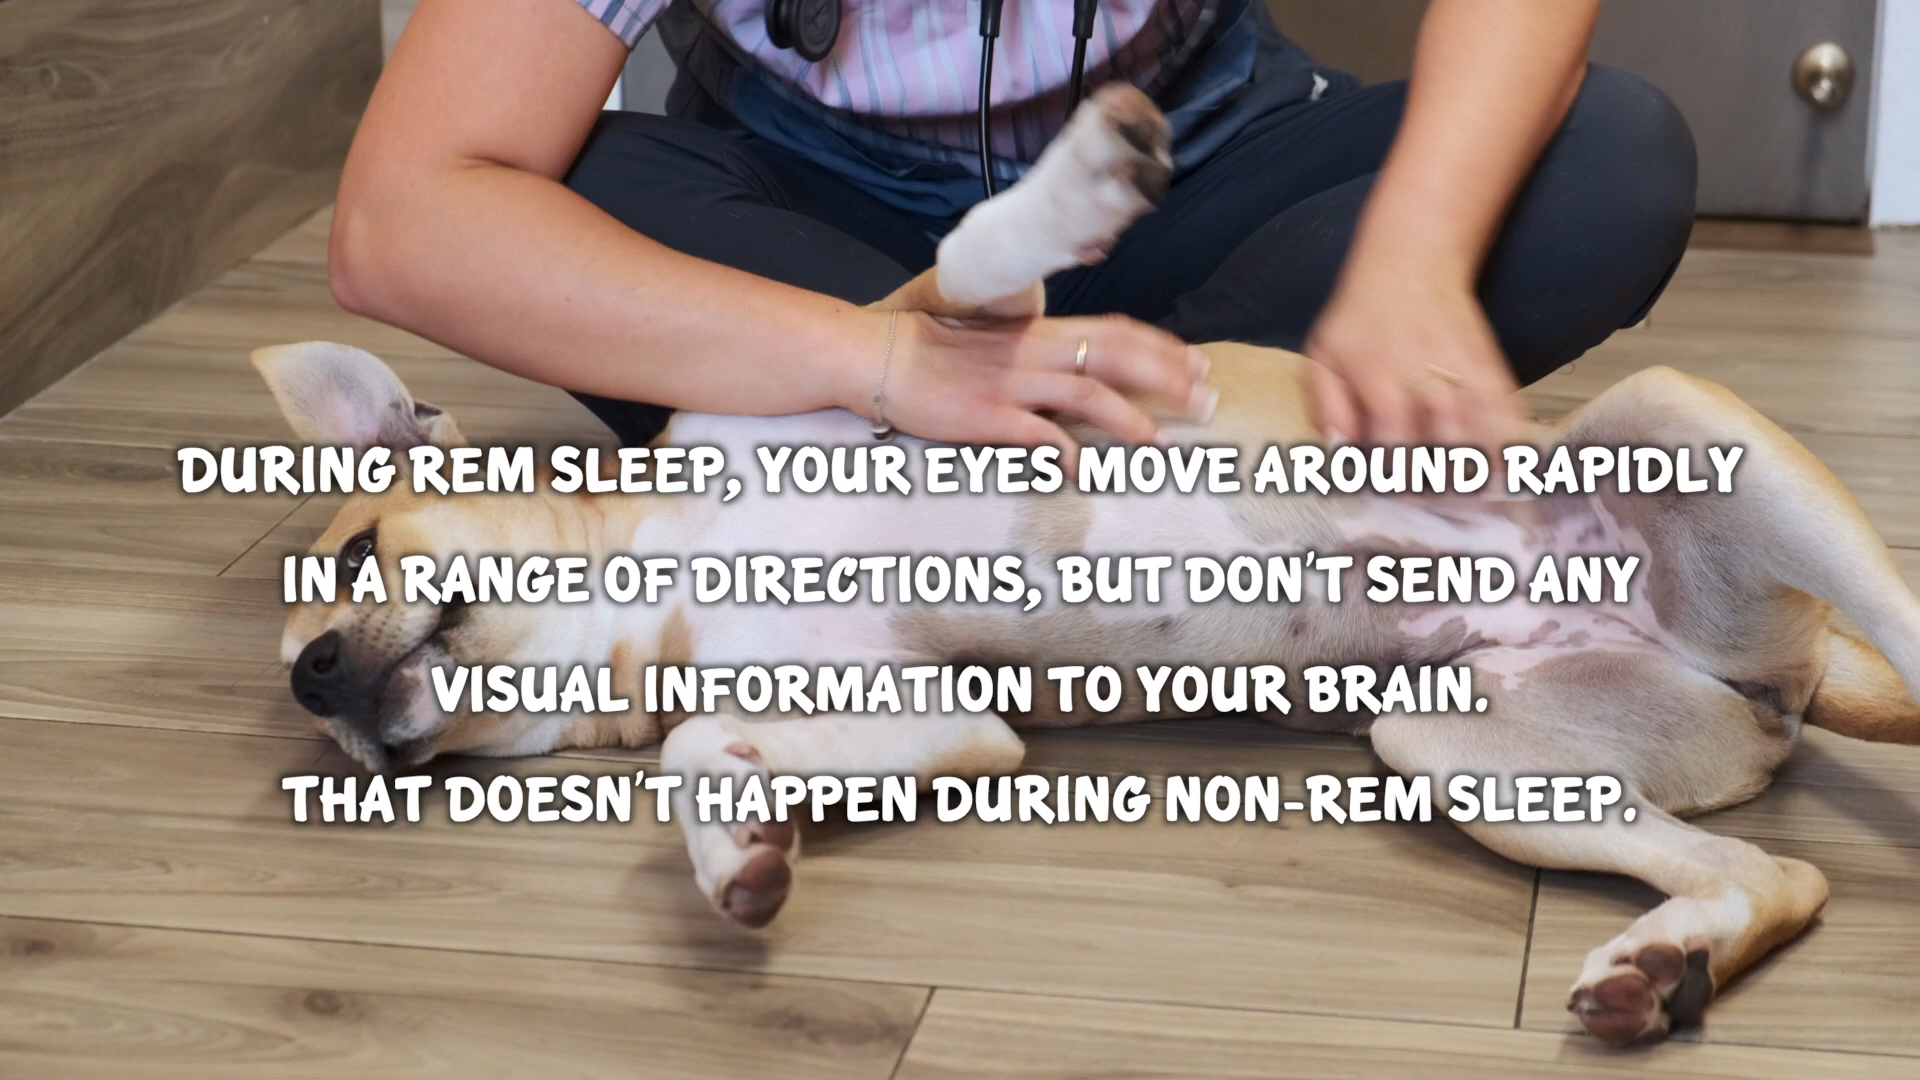 DURING REM SLEEP, YOUR EYES MOVE AROUND RAPIDLY
IN A RANGE OF DIRECTIONS, BUT DON'T SEND ANY
VISUAL INFORMATION TO YOUR BRAIN.
THAT DOESN'T HAPPEN DURING NON-REM SLEEP.